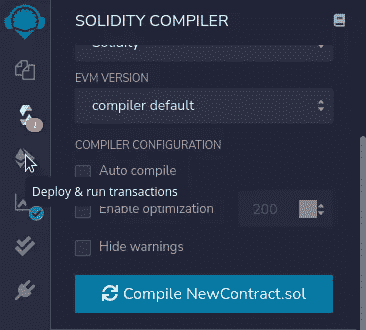 SOLIDITY COMPILER
Solidity
EVM VERSION
compiler default
COMPILER CONFIGURATION
Auto compile
Deploy & run transactions
Enable optimization
200
Hide warnings
Compile NewContract.sol